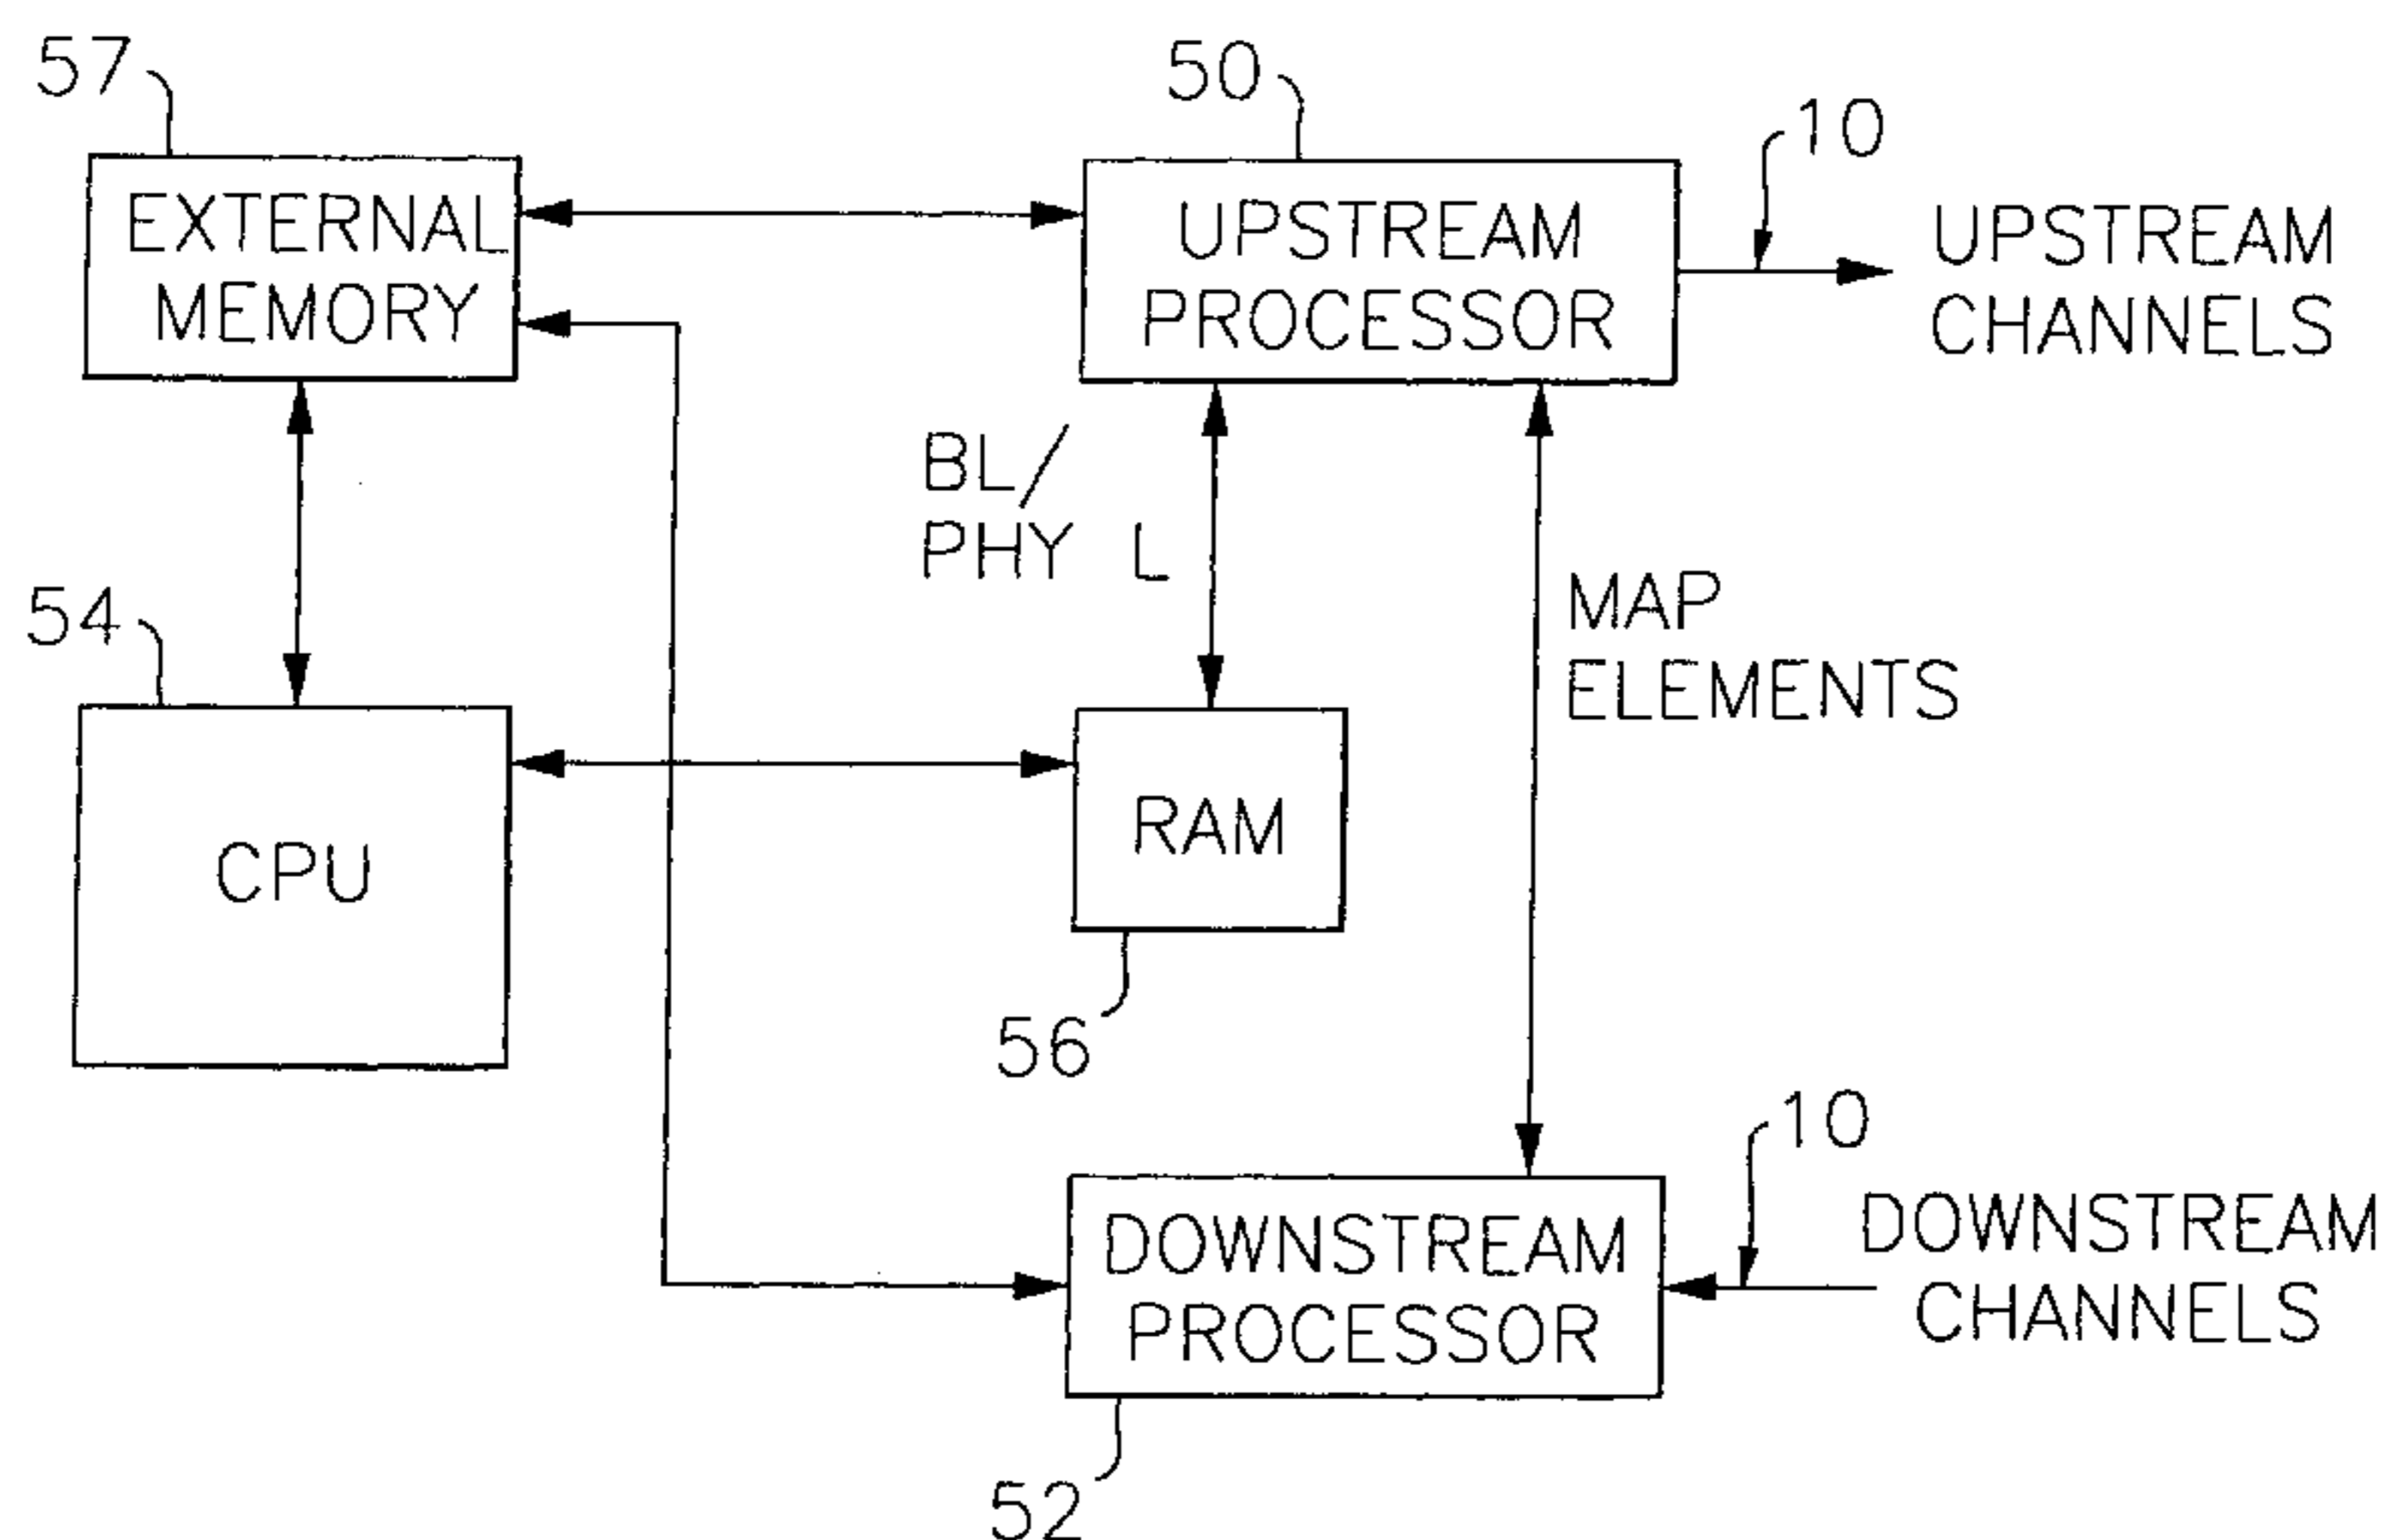 57
50
10
EXTERNAL
MEMORY
UPSTREAM
PROCESSOR
UPSTREAM
CHANNELS
BL/
PHY L
MAP
ELEMENTS
54
CPU
RAM
56
10
DOWNSTREAM
PROCESSOR
DOWNSTREAM
CHANNELS
52